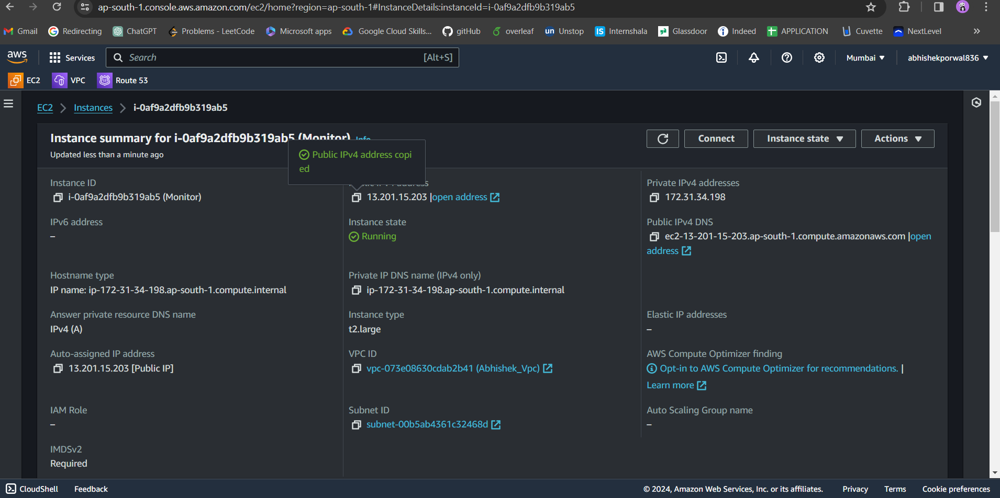 ap-south-1.console.aws.amazon.com/ec2/home?region=ap-south-1#InstanceDetails:instanceId=i-0af9a2dfb9b319ab5
Gmail Redirecting ChatGPT Problems - LeetCode Microsoft apps Google Cloud Skills... gitHub overleaf un Unstop IS Internshala Glassdoor Indeed APPLICATION Cuvette NextLevel »
aws Services Search [Alt+S] Mumbai ▼ abhishekporwal836 ▼
EC2 VPC 53 Route 53
EC2 > Instances > i-0af9a2dfb9b319ab5
Instance summary for i-0af9a2dfb9b319ab5 (Monitor) Info
Connect Instance state ▼ Actions ▼
Updated less than a minute ago
Public IPv4 address copi
ed
Instance ID
i-0af9a2dfb9b319ab5 (Monitor)
Public IPv4 address
13.201.15.203 |open address
Private IPv4 addresses
172.31.34.198
IPv6 address
–
Instance state
Running
Public IPv4 DNS
ec2-13-201-15-203.ap-south-1.compute.amazonaws.com |open
address
Hostname type
IP name: ip-172-31-34-198.ap-south-1.compute.internal
Private IP DNS name (IPv4 only)
ip-172-31-34-198.ap-south-1.compute.internal
Answer private resource DNS name
IPv4 (A)
Instance type
t2.large
Elastic IP addresses
–
Auto-assigned IP address
13.201.15.203 [Public IP]
VPC ID
vpc-073e08630cdab2b41 (Abhishek_Vpc)
AWS Compute Optimizer finding
Opt-in to AWS Compute Optimizer for recommendations. |
Learn more
IAM Role
–
Subnet ID
subnet-00b5ab4361c32468d
Auto Scaling Group name
–
IMDSv2
Required
CloudShell Feedback © 2024, Amazon Web Services, Inc. or its affiliates. Privacy Terms Cookie preferences